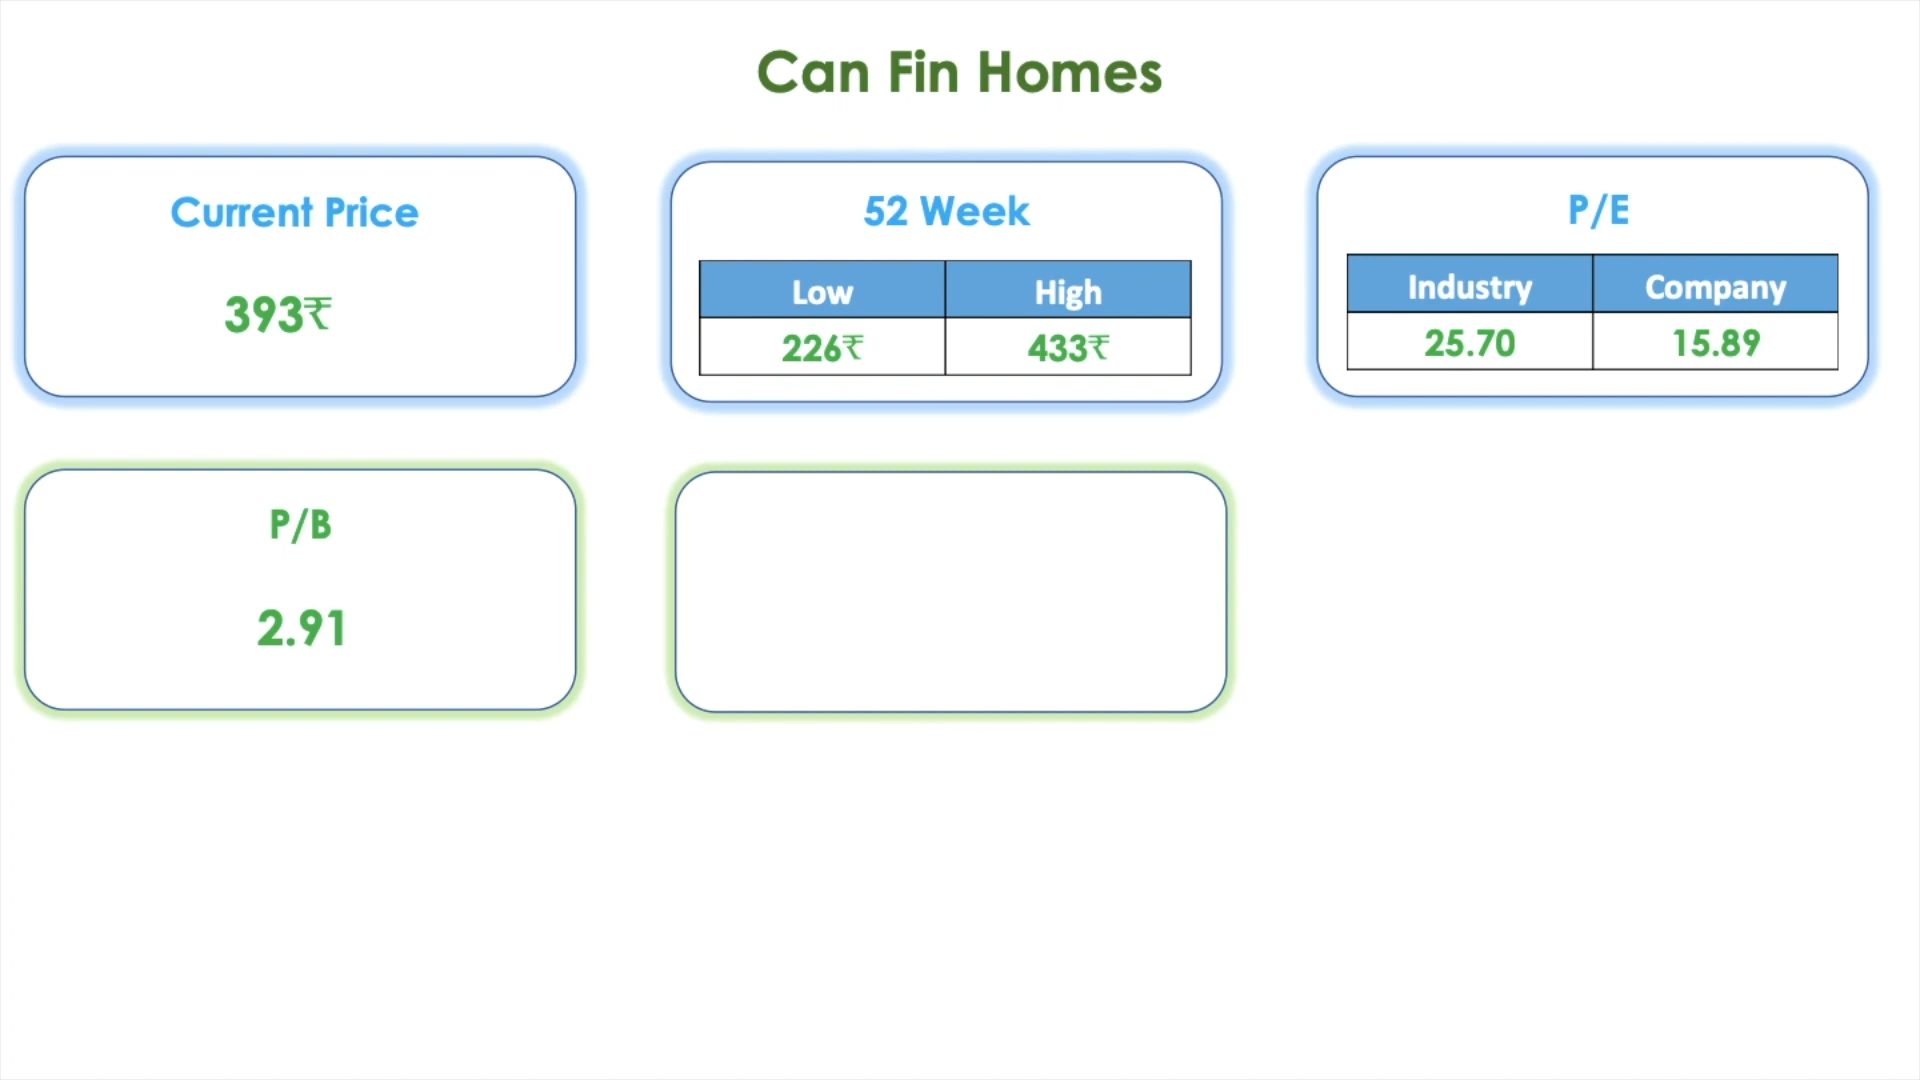 Can Fin Homes
Current Price
393₹
52 Week
Low High
226₹ 433₹
P/E
Industry Company
25.70 15.89
P/B
2.91